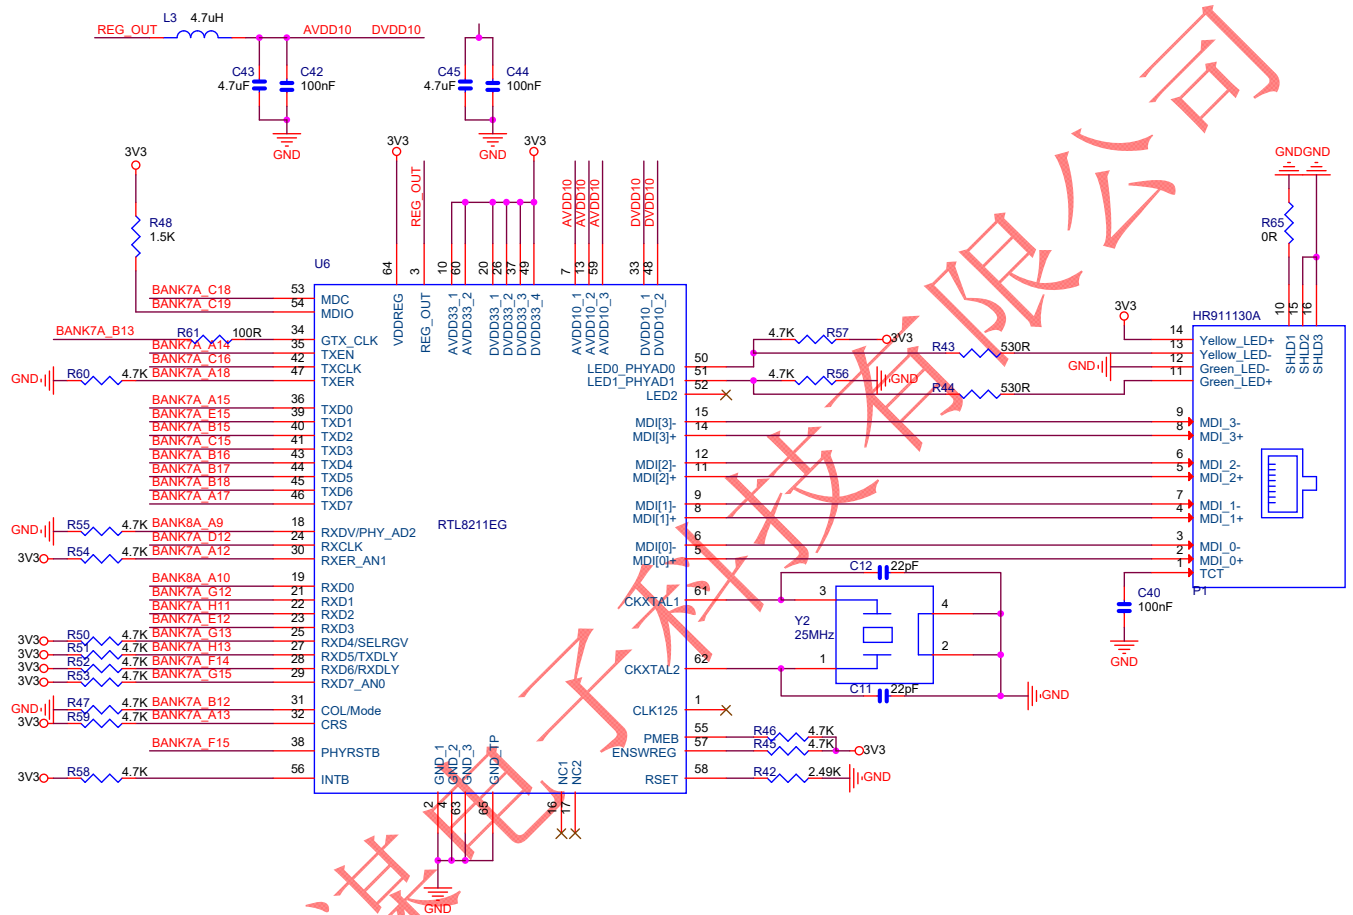 REG_OUT L3 4.7uH AVDD10 DVDD10
C43 4.7uF C42 100nF
C45 4.7uF C44 100nF
GND GND
3V3 3V3 3V3
REG_OUT AVDD10 AVDD10 AVDD10 DVDD10 DVDD10
R48 1.5K
U6
64 3 10 60 20 26 37 49 7 13 59 33 48
VDDREG REG_OUT AVDD33_1 AVDD33_2 DVDD33_1 DVDD33_2 DVDD33_3 DVDD33_4 AVDD10_1 AVDD10_2 AVDD10_3 DVDD10_1 DVDD10_2
BANK7A_C18 53 MDC
BANK7A_C19 54 MDIO
BANK7A_B13 R61 100R 34 GTX_CLK
BANK7A_A14 35 TXEN
BANK7A_C16 42 TXCLK
GND R60 4.7K BANK7A_A18 47 TXER
BANK7A_A15 36 TXD0
BANK7A_E15 39 TXD1
BANK7A_B15 40 TXD2
BANK7A_C15 41 TXD3
BANK7A_B16 43 TXD4
BANK7A_B17 44 TXD5
BANK7A_B18 45 TXD6
BANK7A_A17 46 TXD7
GND R55 4.7K BANK8A_A9 18 RXDV/PHY_AD2
BANK7A_D12 24 RXCLK
3V3 R54 4.7K BANK7A_A12 30 RXER_AN1
BANK8A_A10 19 RXD0
BANK7A_G12 21 RXD1
BANK7A_H11 22 RXD2
BANK7A_E12 23 RXD3
3V3 R50 4.7K BANK7A_G13 25 RXD4/SELRGV
3V3 R51 4.7K BANK7A_H13 27 RXD5/TXDLY
3V3 R52 4.7K BANK7A_F14 28 RXD6/RXDLY
3V3 R53 4.7K BANK7A_G15 29 RXD7_AN0
GND R47 4.7K BANK7A_B12 31 COL/Mode
3V3 R59 4.7K BANK7A_A13 32 CRS
BANK7A_F15 38 PHYRSTB
3V3 R58 4.7K 56 INTB
RTL8211EG
LED0_PHYAD0 50 4.7K R57 3V3
R43 530R
LED1_PHYAD1 51 4.7K R56 GND
R44 530R
LED2 52
MDI[3]- 15
MDI[3]+ 14
MDI[2]- 12
MDI[2]+ 11
MDI[1]- 9
MDI[1]+ 8
MDI[0]- 6
MDI[0]+ 5
CKXTAL1 61
CKXTAL2 62
C12 22pF
Y2 25MHz
3 4
1 2
C11 22pF
GND
CLK125 1
PMEB 55 R46 4.7K
ENSWREG 57 R45 4.7K 3V3
RSET 58 R42 2.49K GND
GND_1 GND_2 GND_3 GND_TP NC1 NC2
2 4 63 65 16 17
GND
GNDGND
R65 0R
10 15 16
HR911130A
SHLD1 SHLD2 SHLD3
3V3 14 Yellow_LED+
13 Yellow_LED-
GND 12 Green_LED-
11 Green_LED+
9 MDI_3-
8 MDI_3+
6 MDI_2-
5 MDI_2+
7 MDI_1-
4 MDI_1+
3 MDI_0-
2 MDI_0+
1 TCT
P1
C40 100nF
GND
电子科技有限公司